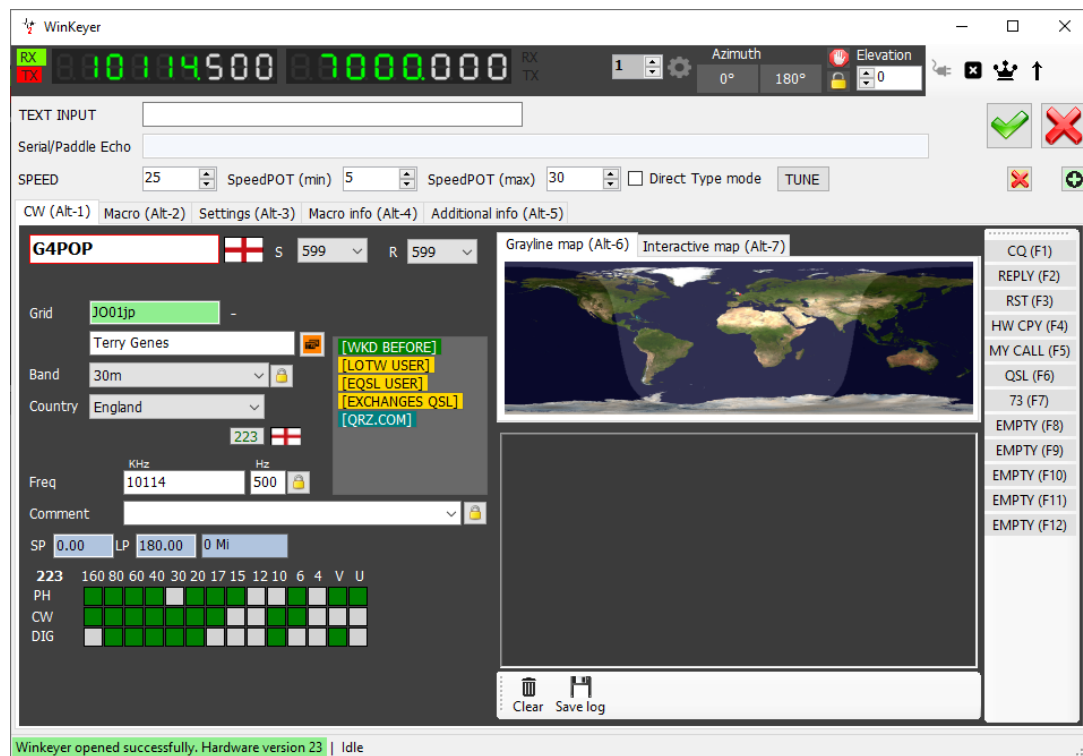 WinKeyer
RX 10114.500 7000.000 RX 1 Azimuth Elevation
TX TX 0° 180° 0
TEXT INPUT
Serial/Paddle Echo
SPEED 25 SpeedPOT (min) 5 SpeedPOT (max) 30 Direct Type mode TUNE
CW (Alt-1) Macro (Alt-2) Settings (Alt-3) Macro info (Alt-4) Additional info (Alt-5)
G4POP S 599 R 599
Grid JO01jp -
Terry Genes
Band 30m
Country England
223
[WKD BEFORE]
[LOTW USER]
[EQSL USER]
[EXCHANGES QSL]
[QRZ.COM]
KHz Hz
Freq 10114 500
Comment
SP 0.00 LP 180.00 0 Mi
223 160 80 60 40 30 20 17 15 12 10 6 4 V U
PH
CW
DIG
Grayline map (Alt-6) Interactive map (Alt-7)
Clear Save log
CQ (F1)
REPLY (F2)
RST (F3)
HW CPY (F4)
MY CALL (F5)
QSL (F6)
73 (F7)
EMPTY (F8)
EMPTY (F9)
EMPTY (F10)
EMPTY (F11)
EMPTY (F12)
Winkeyer opened successfully. Hardware version 23 | Idle